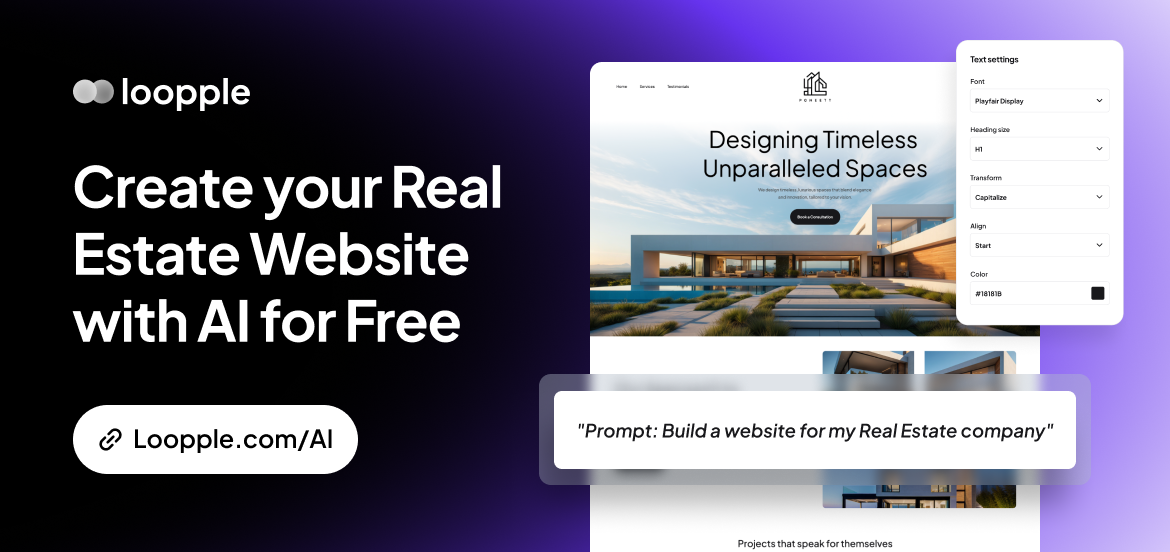 loopple
Create your Real
Estate Website
with AI for Free
Loopple.com/AI
Home Services Testimonials
Designing Timeless
Unparalleled Spaces
We design timeless, luxurious spaces that blend elegance
and innovation, tailored to your vision.
Book a Consultation
Text settings
Font
Playfair Display
Heading size
H1
Transform
Capitalize
Align
Start
Color
#18181B
"Prompt: Build a website for my Real Estate company"
Projects that speak for themselves